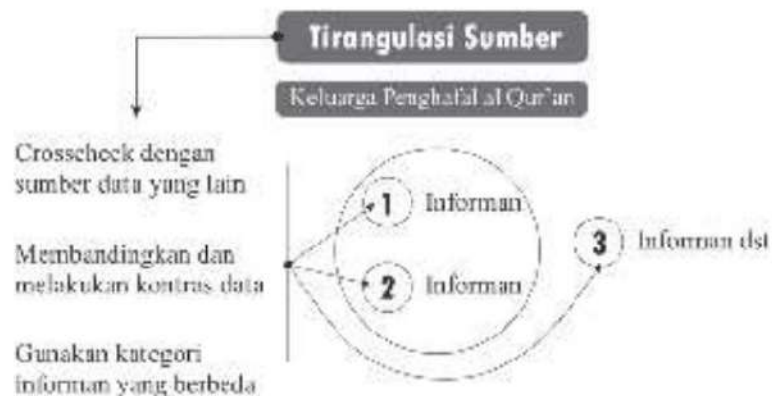 Tirangulasi Sumber
Keluarga Penghafal al Qur'an
Crosscheck dengan
sumber data yang lain
Membandingkan dan
melakukan kontras data
Gunakan kategori
informan yang berbeda
1 Informan
2 Informan
3 Informan dst